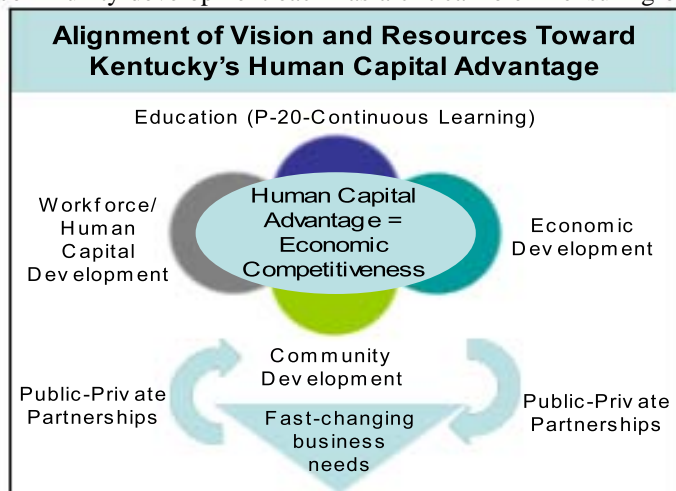 Alignment of Vision and Resources Toward
Kentucky's Human Capital Advantage
Education (P-20-Continuous Learning)
Workforce/
Human
Capital
Development
Human Capital
Advantage =
Economic
Competitiveness
Economic
Development
Community
Development
Public-Private
Partnerships
Fast-changing
business
needs
Public-Private
Partnerships